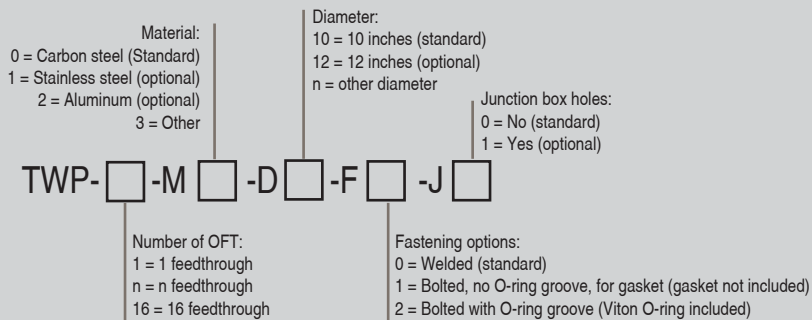 Material:
0 = Carbon steel (Standard)
1 = Stainless steel (optional)
2 = Aluminum (optional)
3 = Other
Diameter:
10 = 10 inches (standard)
12 = 12 inches (optional)
n = other diameter
Junction box holes:
0 = No (standard)
1 = Yes (optional)
TWP- -M -D -F -J
Number of OFT:
1 = 1 feedthrough
n = n feedthrough
16 = 16 feedthrough
Fastening options:
0 = Welded (standard)
1 = Bolted, no O-ring groove, for gasket (gasket not included)
2 = Bolted with O-ring groove (Viton O-ring included)